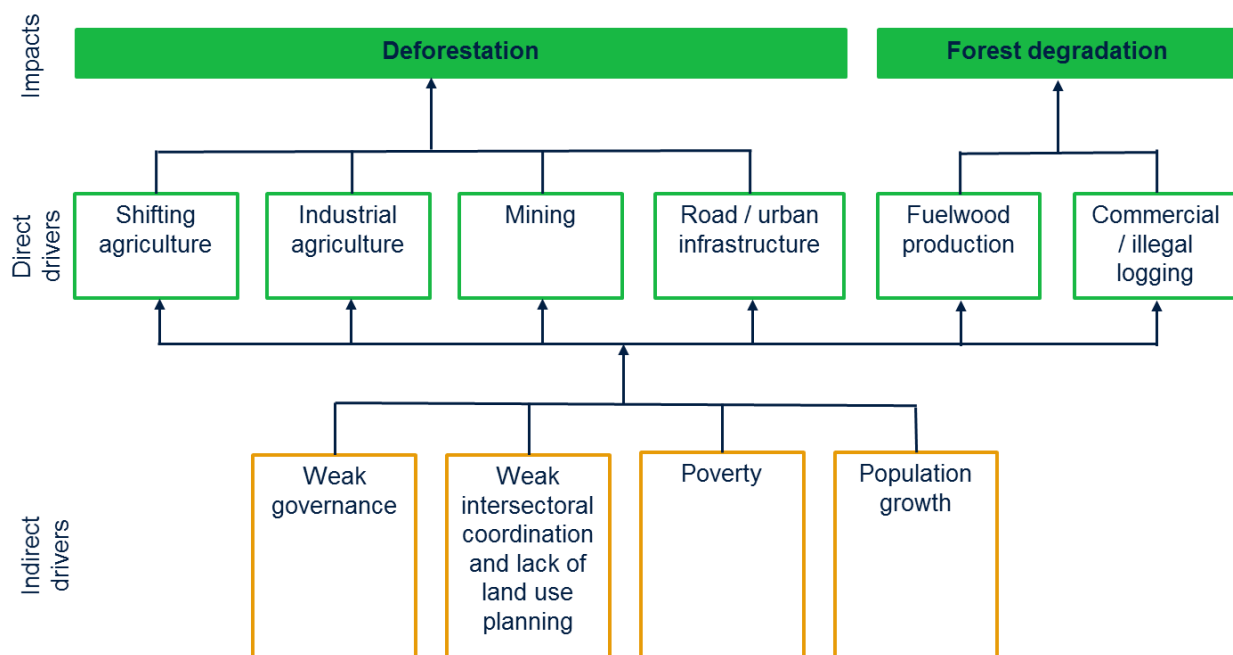 Impacts
Deforestation
Forest degradation
Direct
drivers
Shifting
agriculture
Industrial
agriculture
Mining
Road / urban
infrastructure
Fuelwood
production
Commercial
/ illegal
logging
Indirect
drivers
Weak
governance
Weak
intersectoral
coordination
and lack of
land use
planning
Poverty
Population
growth